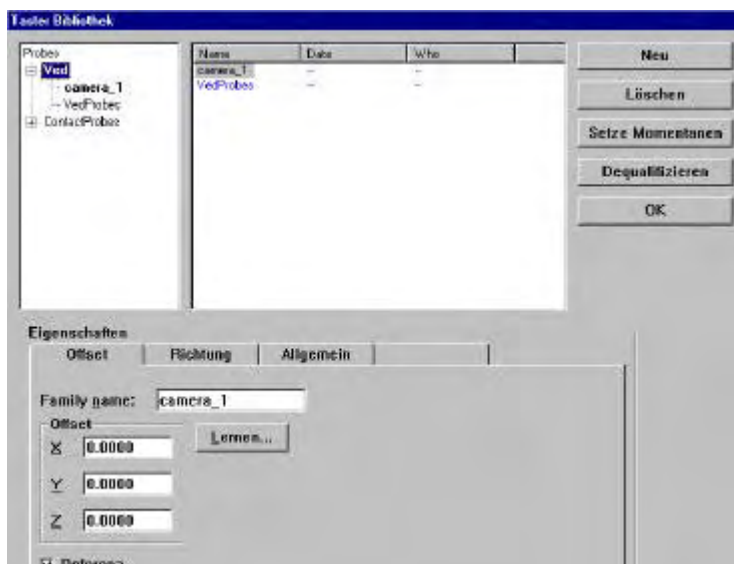 Taster Bibliothek
Probes
Ved
camera_1
VedProbes
ContactProbes
Name Date Who
camera_1 -- --
VedProbes -- --
Neu
Löschen
Setze Momentanen
Dequalifizieren
OK
Eigenschaften
Offset Richtung Allgemein
Family name: camera_1
Offset
X 0.0000
Lernen...
Y 0.0000
Z 0.0000